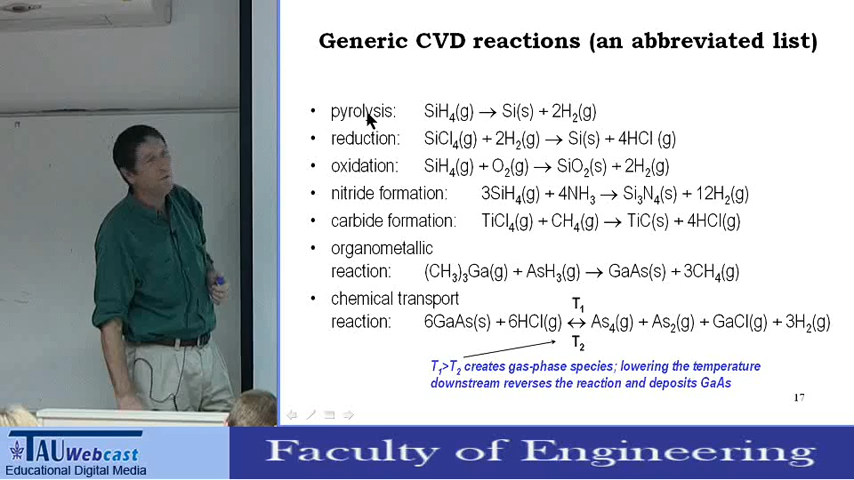 Generic CVD reactions (an abbreviated list)
• pyrolysis: SiH₄(g) → Si(s) + 2H₂(g)
• reduction: SiCl₄(g) + 2H₂(g) → Si(s) + 4HCl (g)
• oxidation: SiH₄(g) + O₂(g) → SiO₂(s) + 2H₂(g)
• nitride formation: 3SiH₄(g) + 4NH₃ → Si₃N₄(s) + 12H₂(g)
• carbide formation: TiCl₄(g) + CH₄(g) → TiC(s) + 4HCl(g)
• organometallic
reaction: (CH₃)₃Ga(g) + AsH₃(g) → GaAs(s) + 3CH₄(g)
• chemical transport
T₁
reaction: 6GaAs(s) + 6HCl(g) ↔ As₄(g) + As₂(g) + GaCl(g) + 3H₂(g)
T₂
T₁>T₂ creates gas-phase species; lowering the temperature
downstream reverses the reaction and deposits GaAs
17
TAU Webcast
Educational Digital Media
Faculty of Engineering